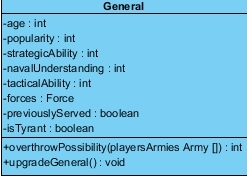 General
-age : int
-popularity : int
-strategicAbility : int
-navalUnderstanding : int
-tacticalAbility : int
-forces : Force
-previouslyServed : boolean
-isTyrant : boolean
+overthrowPossibility(playersArmies Army []) : int
+upgradeGeneral() : void